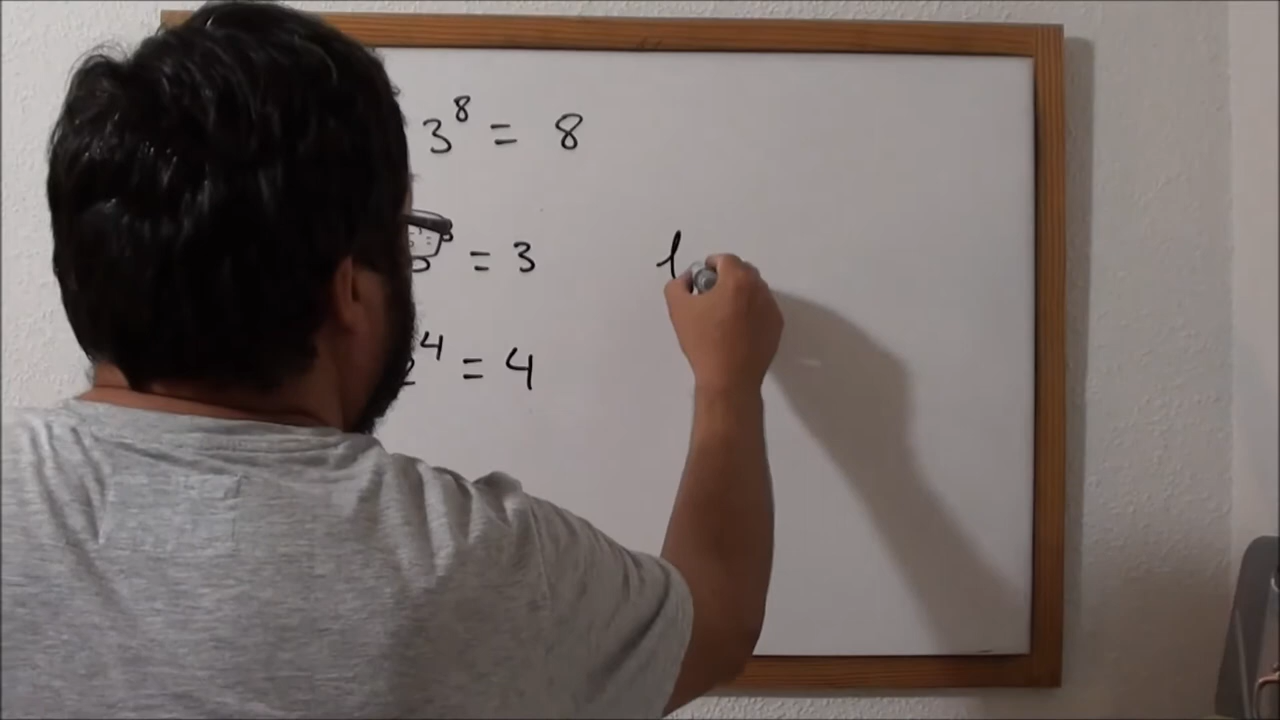 3⁸ = 8
= 3
l
⁴ = 4